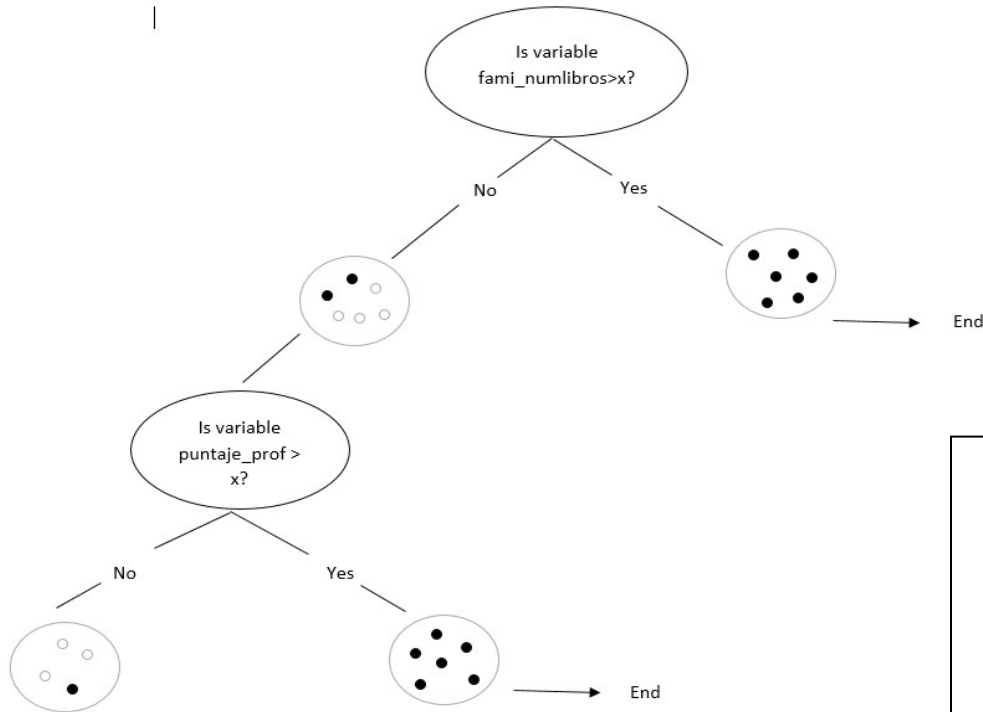 Is variable
fami_numlibros>x?
No
Yes
End
Is variable
puntaje_prof >
x?
No
Yes
End